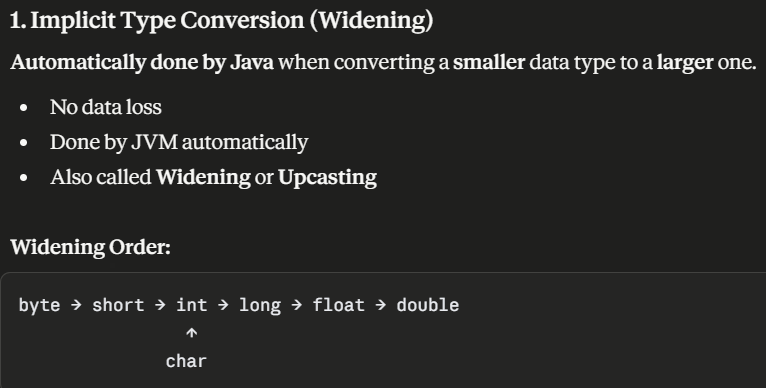 1. Implicit Type Conversion (Widening)
Automatically done by Java when converting a smaller data type to a larger one.
• No data loss
• Done by JVM automatically
• Also called Widening or Upcasting
Widening Order:
byte → short → int → long → float → double
↑
char